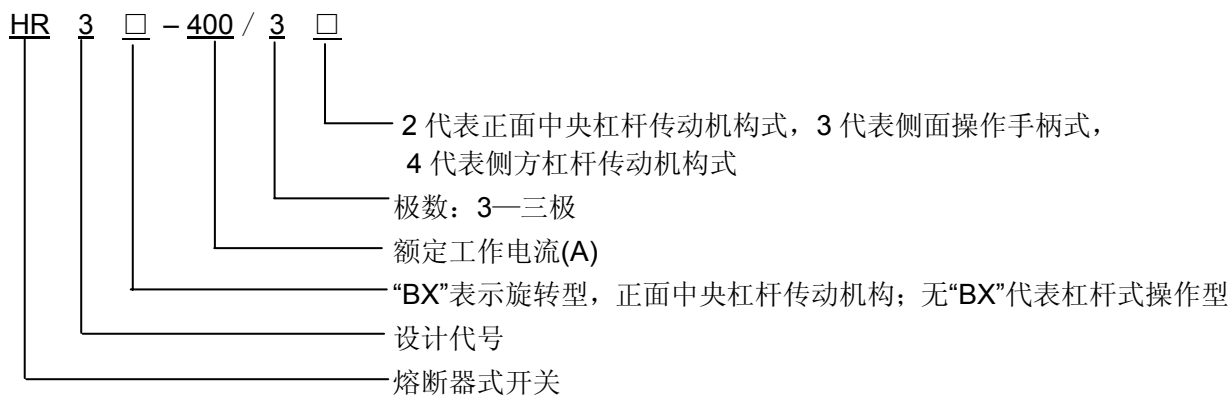 HR 3 □ – 400 / 3 □
2 代表正面中央杠杆传动机构式，3 代表侧面操作手柄式，
4 代表侧方杠杆传动机构式
极数：3—三极
额定工作电流(A)
“BX”表示旋转型，正面中央杠杆传动机构；无“BX”代表杠杆式操作型
设计代号
熔断器式开关